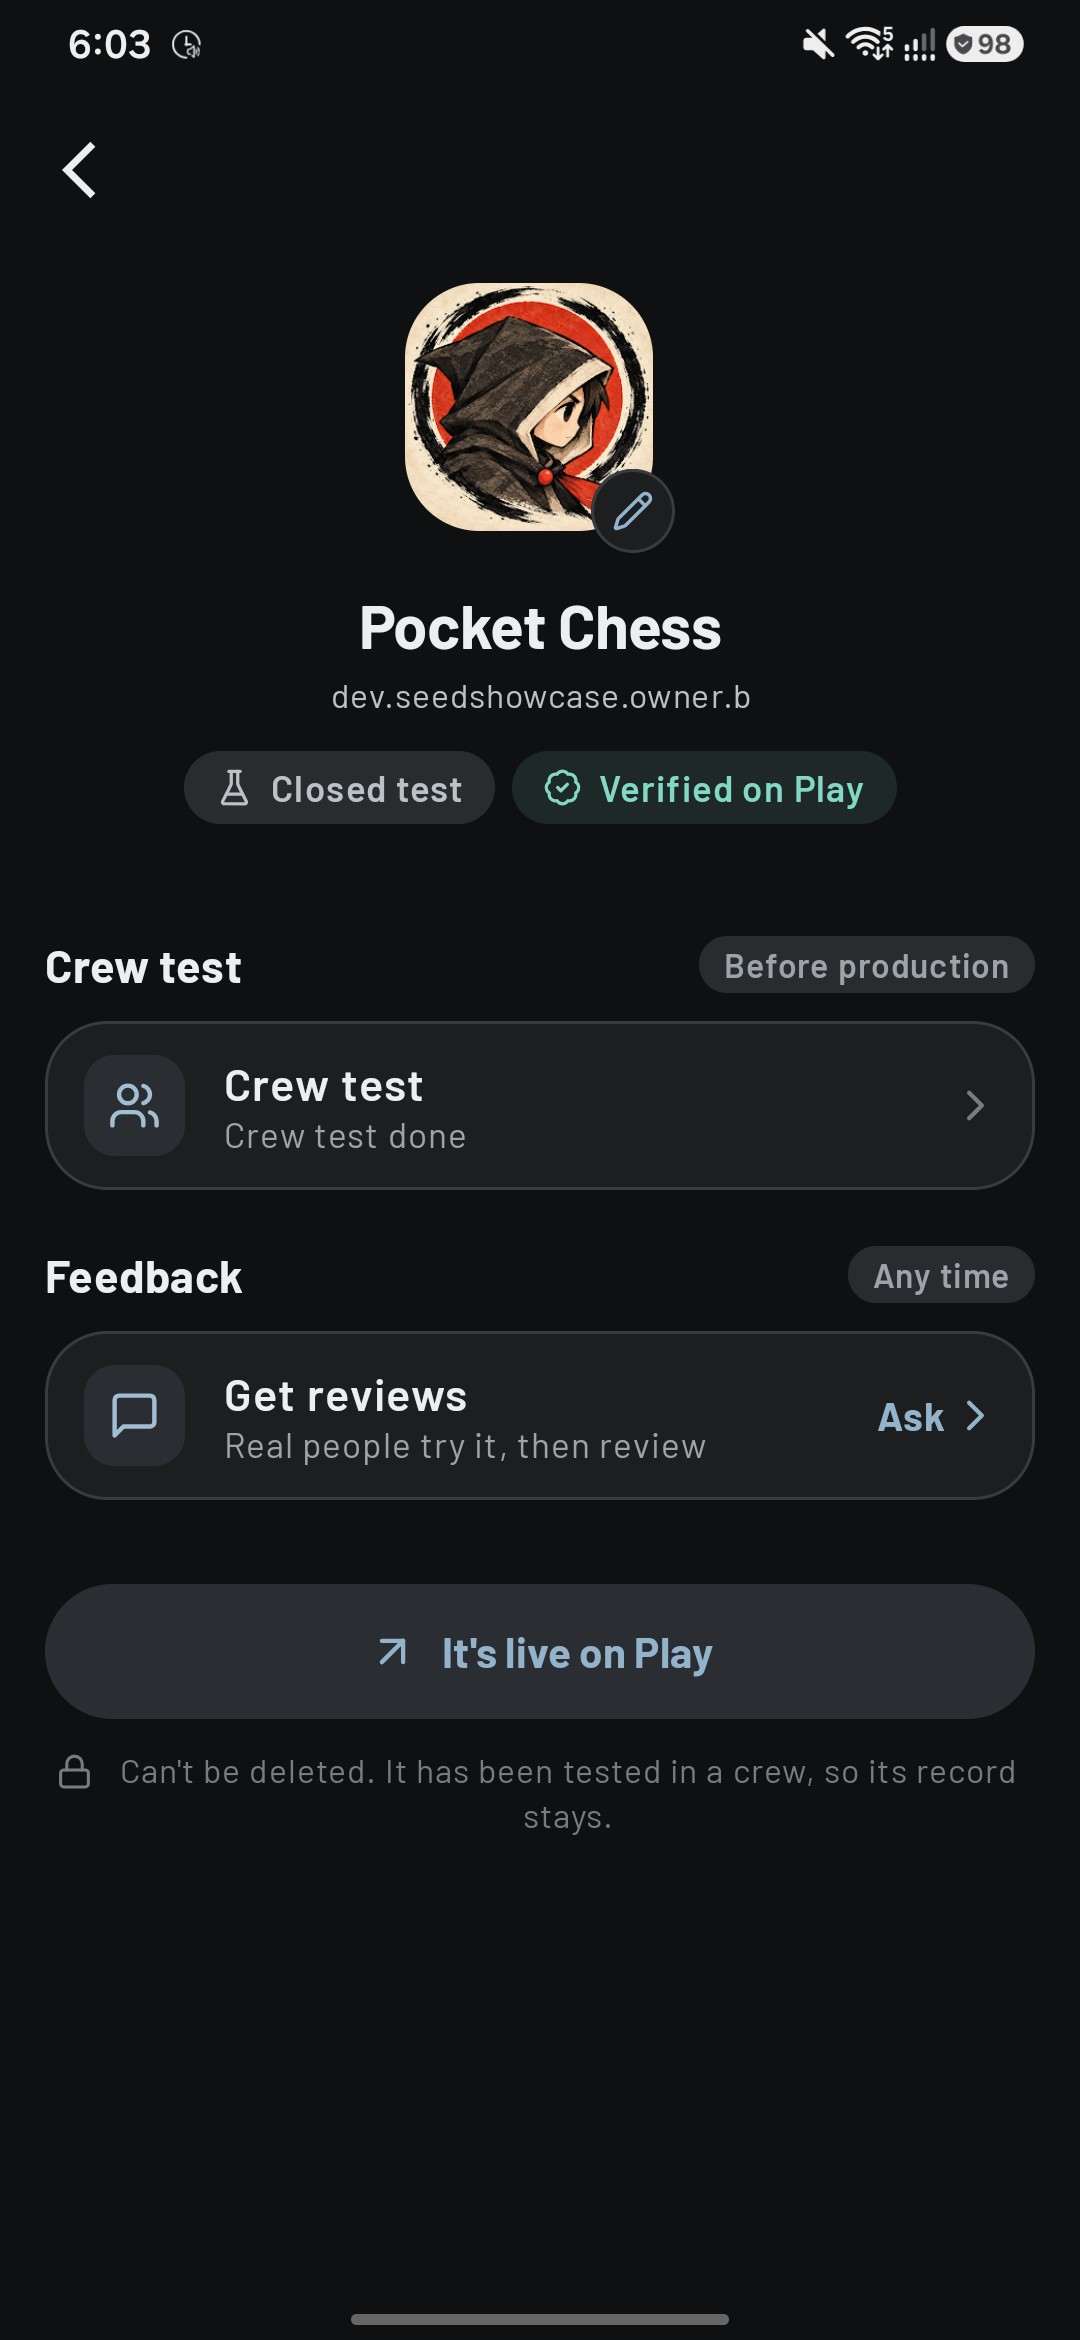 6:03
5
98
Pocket Chess
dev.seedshowcase.owner.b
Closed test
Verified on Play
Crew test
Before production
Crew test
Crew test done
Feedback
Any time
Get reviews
Real people try it, then review
Ask
It's live on Play
Can't be deleted. It has been tested in a crew, so its record
stays.